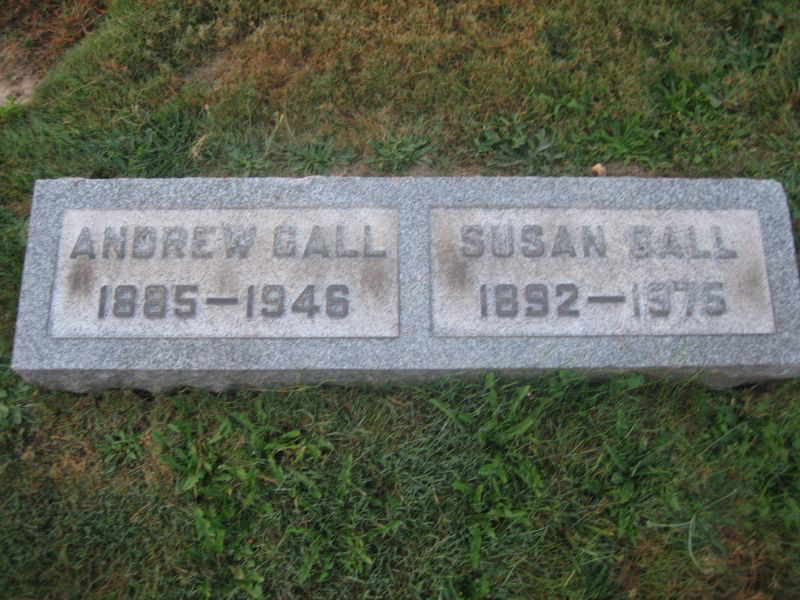 ANDREW GALL
1885—1946
SUSAN GALL
1892—1975